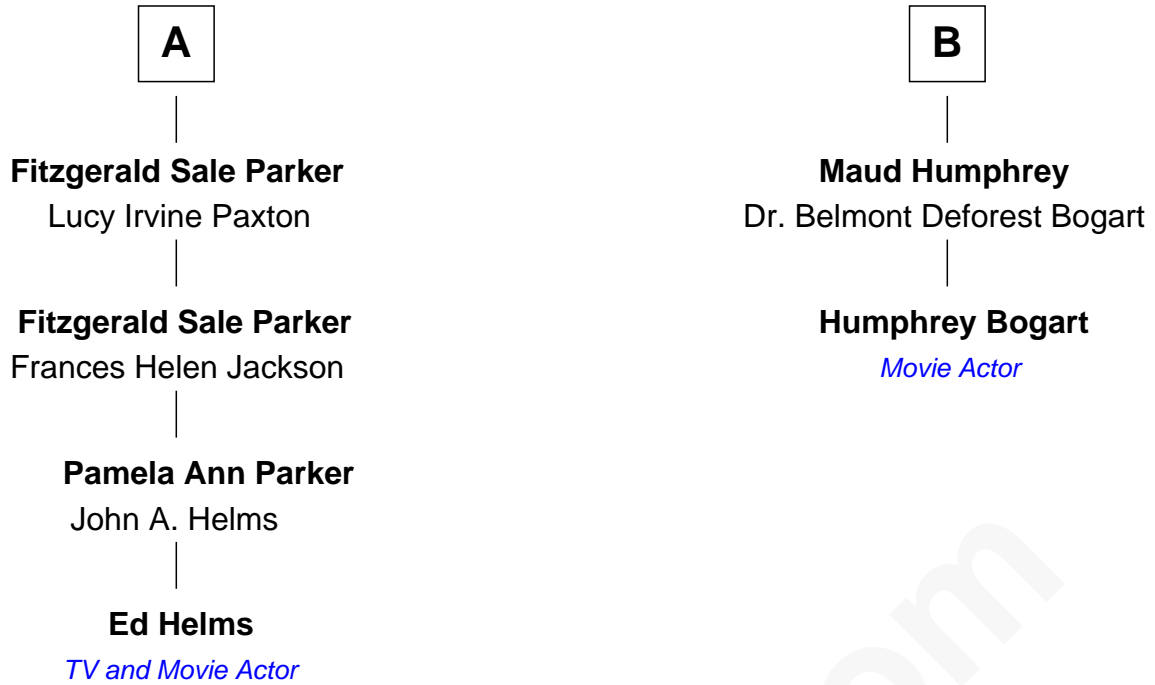 A
Fitzgerald Sale Parker
Lucy Irvine Paxton
Fitzgerald Sale Parker
Frances Helen Jackson
Pamela Ann Parker
John A. Helms
Ed Helms
TV and Movie Actor
B
Maud Humphrey
Dr. Belmont Deforest Bogart
Humphrey Bogart
Movie Actor
om